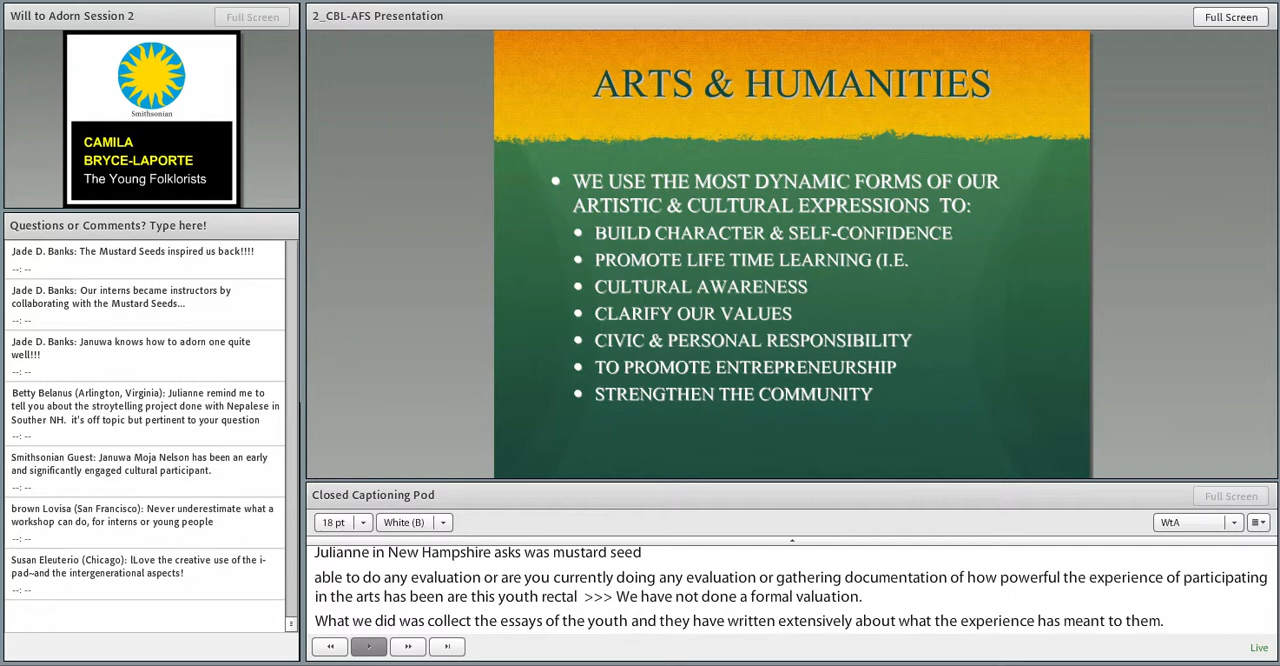 Will to Adorn Session 2
Full Screen
Smithsonian
CAMILA
BRYCE-LAPORTE
The Young Folklorists
Questions or Comments? Type here!
Jade D. Banks: The Mustard Seeds inspired us back!!!!
--: --
Jade D. Banks: Our interns became instructors by
collaborating with the Mustard Seeds...
--: --
Jade D. Banks: Januwa knows how to adorn one quite
well!!!
--: --
Betty Belanus (Arlington, Virginia): Julianne remind me to
tell you about the stroytelling project done with Nepalese in
Souther NH. it's off topic but pertinent to your question
--: --
Smithsonian Guest: Januwa Moja Nelson has been an early
and significantly engaged cultural participant.
--: --
brown Lovisa (San Francisco): Never underestimate what a
workshop can do, for interns or young people
--: --
Susan Eleuterio (Chicago): lLove the creative use of the i-
pad~and the intergenerational aspects!
--: --
2_CBL-AFS Presentation
Full Screen
ARTS & HUMANITIES
• WE USE THE MOST DYNAMIC FORMS OF OUR
ARTISTIC & CULTURAL EXPRESSIONS TO:
• BUILD CHARACTER & SELF-CONFIDENCE
• PROMOTE LIFE TIME LEARNING (I.E.
• CULTURAL AWARENESS
• CLARIFY OUR VALUES
• CIVIC & PERSONAL RESPONSIBILITY
• TO PROMOTE ENTREPRENEURSHIP
• STRENGTHEN THE COMMUNITY
Closed Captioning Pod
Full Screen
18 pt
White (B)
WtA
Julianne in New Hampshire asks was mustard seed
able to do any evaluation or are you currently doing any evaluation or gathering documentation of how powerful the experience of participating
in the arts has been are this youth rectal >>> We have not done a formal valuation.
What we did was collect the essays of the youth and they have written extensively about what the experience has meant to them.
Live